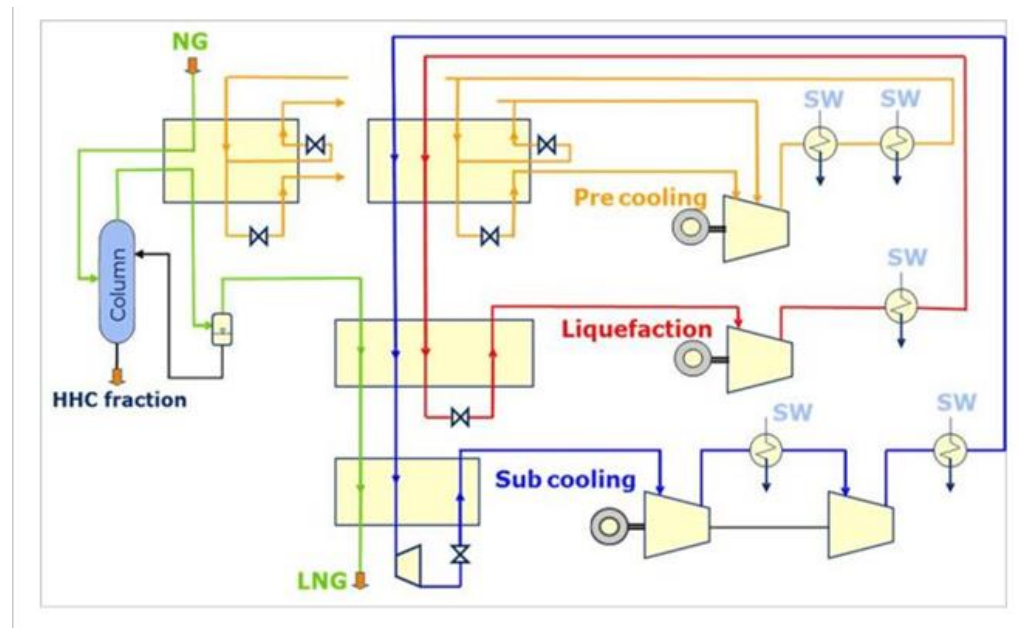 NG
SW
SW
Pre cooling
Column
SW
Liquefaction
HHC fraction
SW
SW
Sub cooling
LNG